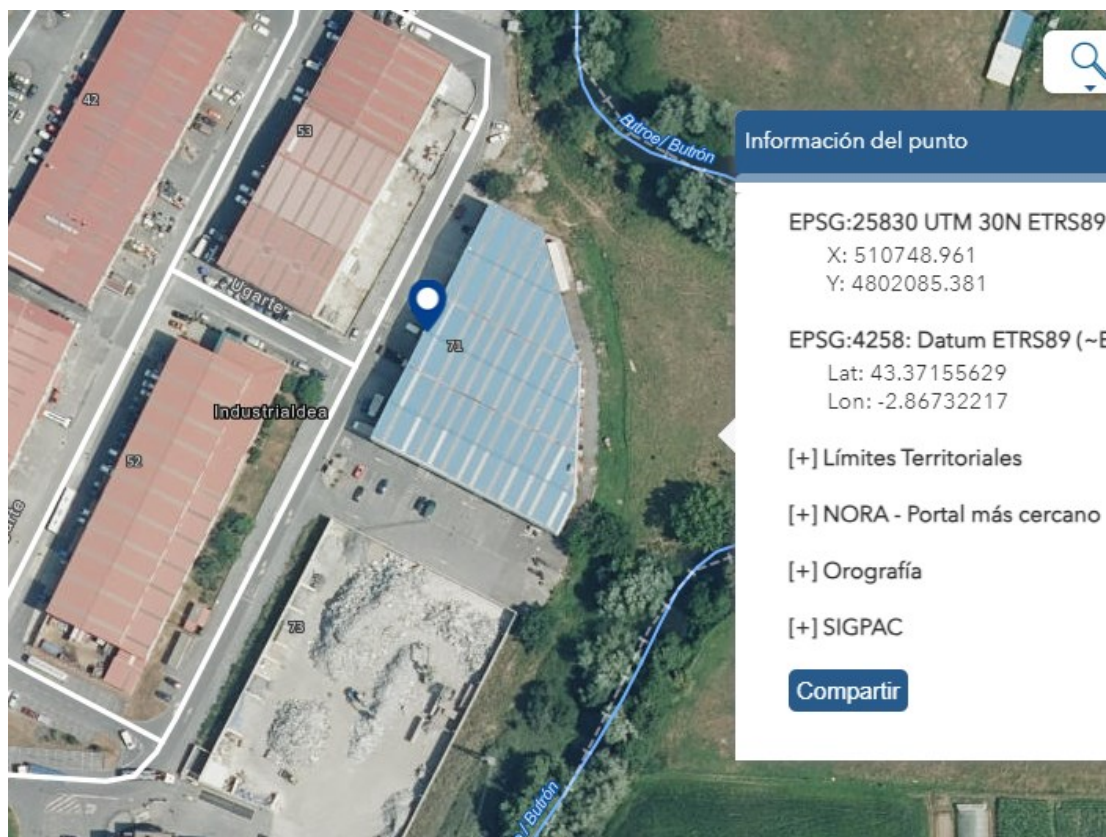 42
53
Butroe / Butrón
Información del punto
EPSG:25830 UTM 30N ETRS89
X: 510748.961
Y: 4802085.381
Ugarte
71
EPSG:4258: Datum ETRS89 (~E
Lat: 43.37155629
Lon: -2.86732217
Industrialdea
52
[+] Límites Territoriales
arte
[+] NORA - Portal más cercano
[+] Orografía
73
[+] SIGPAC
Compartir
e / Butrón